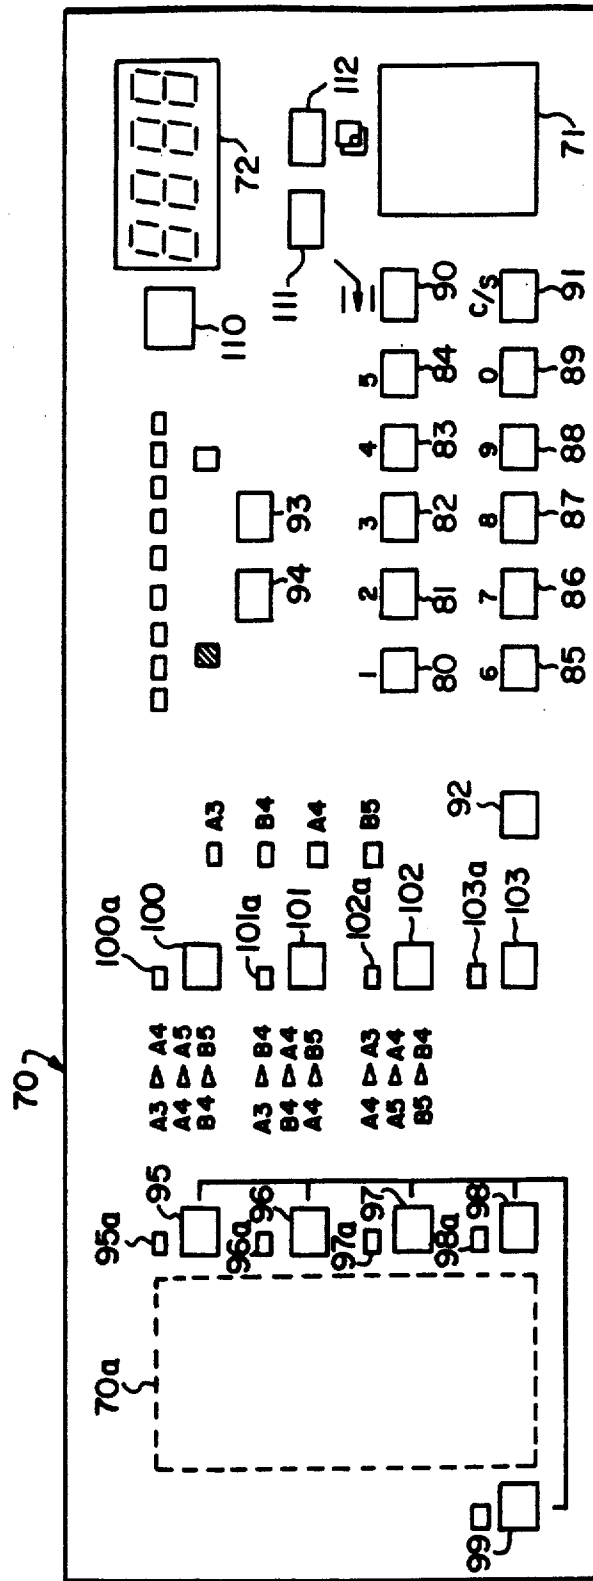 70
70a
95a
95
96a
96
97a
97
98a
98
99
A3 ▷ A4
A4 ▷ A5
B4 ▷ B5
A3 ▷ B4
B4 ▷ A4
A4 ▷ B5
A4 ▷ A3
A5 ▷ A4
B5 ▷ B4
100a
100
101a
101
102a
102
103a
103
A3
B4
A4
B5
92
94
93
110
8888
72
111
112
1 2 3 4 5
80 81 82 83 84 90
6 7 8 9 0 C/S
85 86 87 88 89 91
71